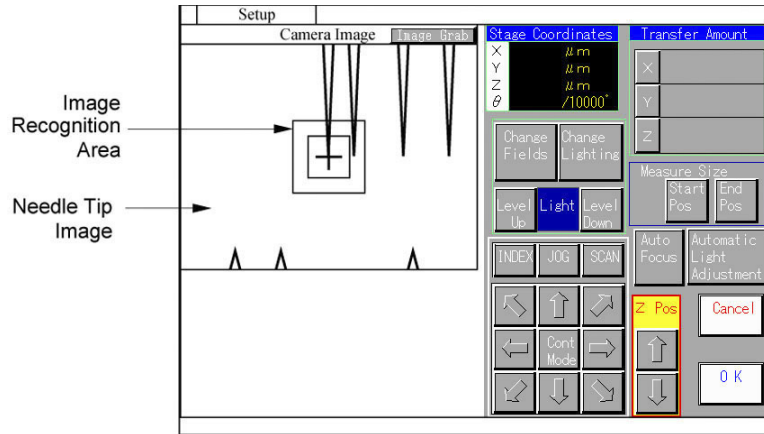 Setup
Camera Image
Image Grab
Stage Coordinates
X μm
Y μm
Z μm
θ /10000°
Transfer Amount
X
Y
Z
Image
Recognition
Area
Needle Tip
Image
Change
Fields
Change
Lighting
Level
Up
Light
Level
Down
Measure Size
Start
Pos
End
Pos
Auto
Focus
Automatic
Light
Adjustment
INDEX
JOG
SCAN
Cont
Mode
Z Pos
Cancel
OK